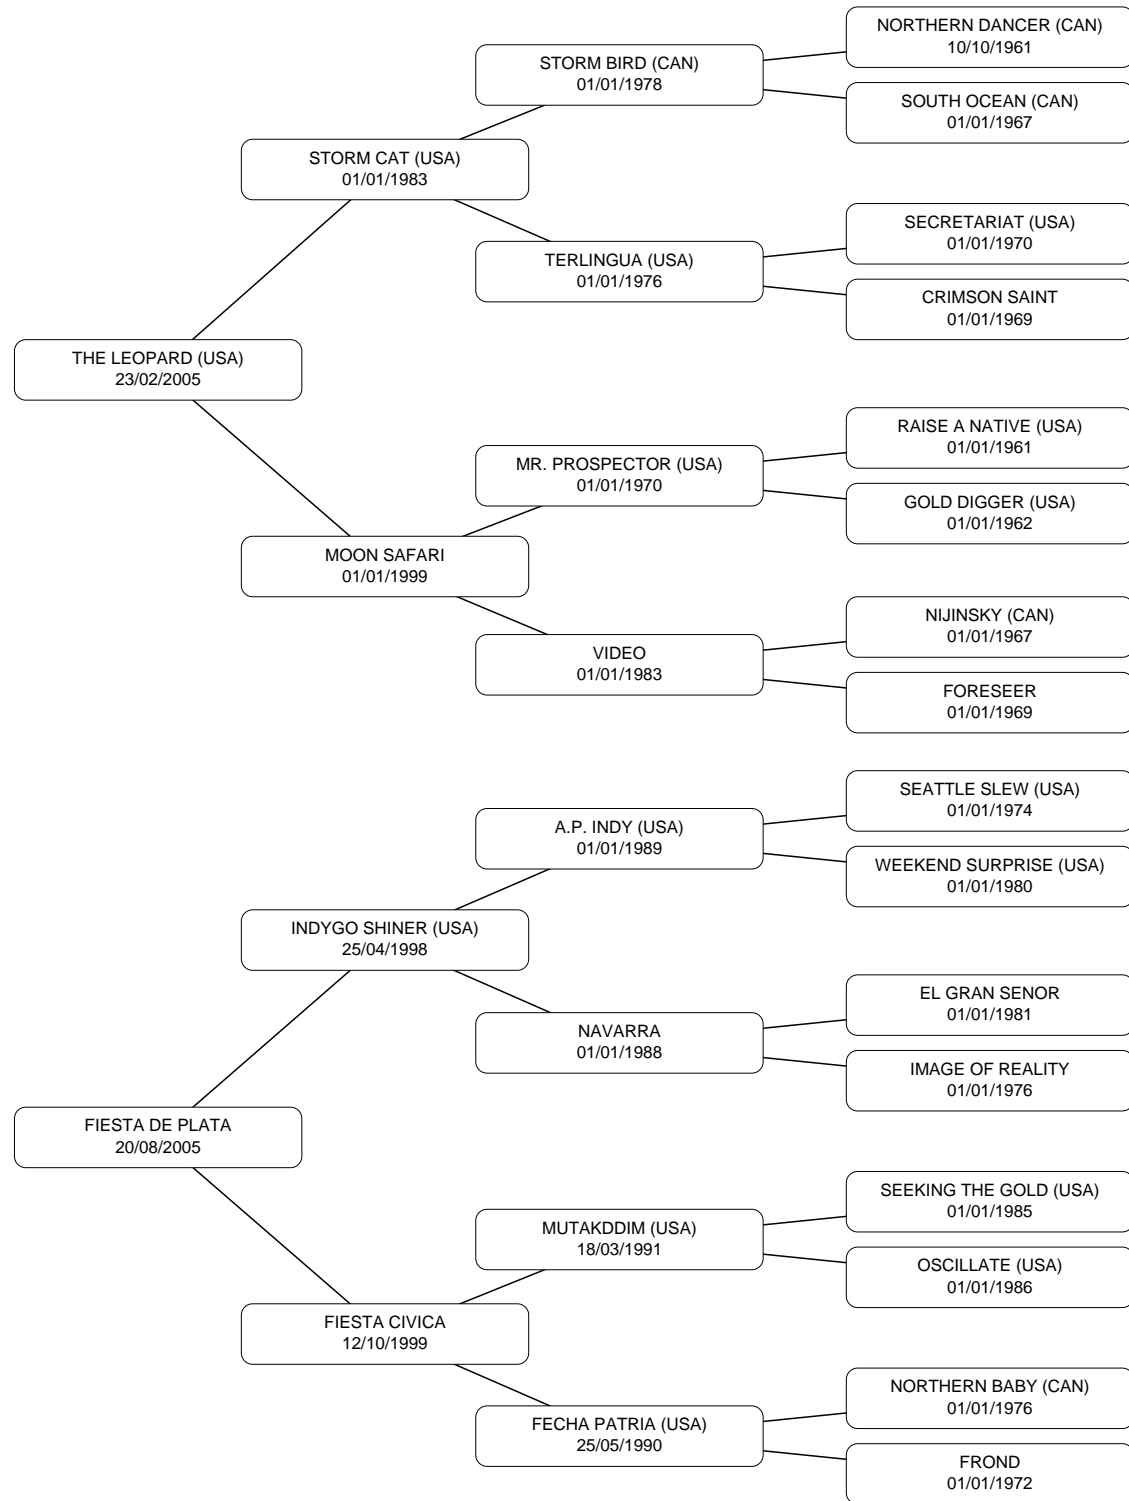 NORTHERN DANCER (CAN)
10/10/1961
STORM BIRD (CAN)
01/01/1978
SOUTH OCEAN (CAN)
01/01/1967
STORM CAT (USA)
01/01/1983
SECRETARIAT (USA)
01/01/1970
TERLINGUA (USA)
01/01/1976
CRIMSON SAINT
01/01/1969
THE LEOPARD (USA)
23/02/2005
RAISE A NATIVE (USA)
01/01/1961
MR. PROSPECTOR (USA)
01/01/1970
GOLD DIGGER (USA)
01/01/1962
MOON SAFARI
01/01/1999
NIJINSKY (CAN)
01/01/1967
VIDEO
01/01/1983
FORESEER
01/01/1969
SEATTLE SLEW (USA)
01/01/1974
A.P. INDY (USA)
01/01/1989
WEEKEND SURPRISE (USA)
01/01/1980
INDYGO SHINER (USA)
25/04/1998
EL GRAN SENOR
01/01/1981
NAVARRA
01/01/1988
IMAGE OF REALITY
01/01/1976
FIESTA DE PLATA
20/08/2005
SEEKING THE GOLD (USA)
01/01/1985
MUTAKDDIM (USA)
18/03/1991
OSCILLATE (USA)
01/01/1986
FIESTA CIVICA
12/10/1999
NORTHERN BABY (CAN)
01/01/1976
FECHA PATRIA (USA)
25/05/1990
FROND
01/01/1972